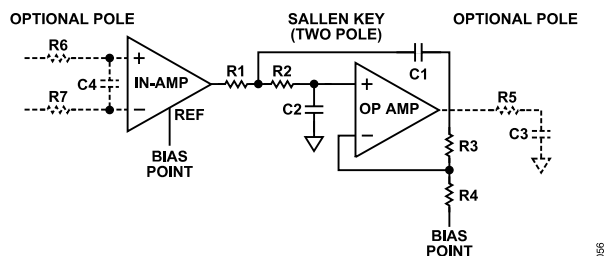 OPTIONAL POLE
SALLEN KEY
(TWO POLE)
OPTIONAL POLE
R6
C4
R7
+
−
IN-AMP
REF
BIAS
POINT
R1
R2
C2
C1
+
−
OP AMP
R5
C3
R3
R4
BIAS
POINT